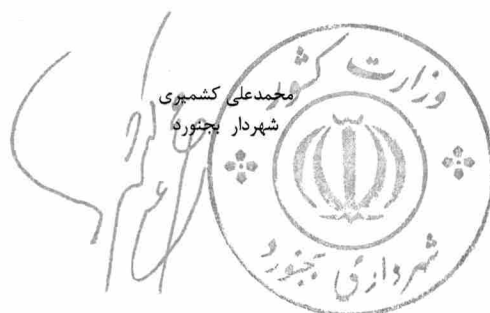 محمدعلی کشمیری
شهردار بجنورد
وزارت کشور
شهرداری بجنورد